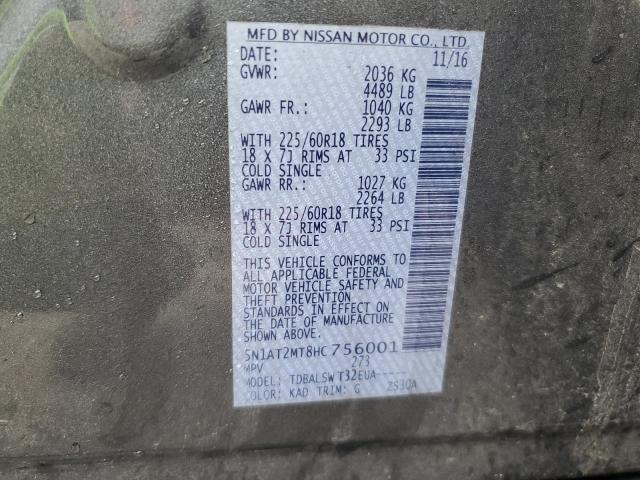 MFD BY NISSAN MOTOR CO., LTD.
DATE: 11/16
GVWR: 2036 KG
4489 LB
GAWR FR.: 1040 KG
2293 LB
WITH 225/60R18 TIRES
18 X 7J RIMS AT 33 PSI
COLD SINGLE
GAWR RR.: 1027 KG
2264 LB
WITH 225/60R18 TIRES
18 X 7J RIMS AT 33 PSI
COLD SINGLE
THIS VEHICLE CONFORMS TO
ALL APPLICABLE FEDERAL
MOTOR VEHICLE SAFETY AND
THEFT PREVENTION
STANDARDS IN EFFECT ON
THE DATE OF MANUFACTURE
SHOWN ABOVE.
5N1AT2MT8HC756001
MPV 273
MODEL: TDBALSWT32EUA-----
COLOR: KAD TRIM: G ZS30A